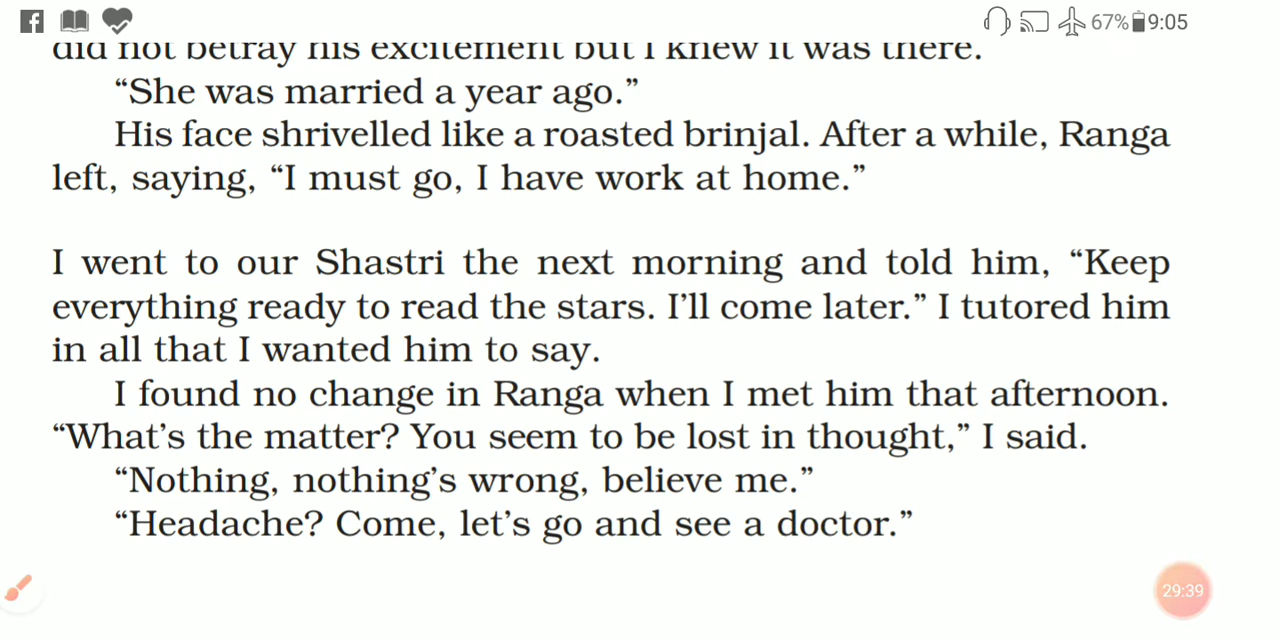 67% 9:05
did not betray his excitement but I knew it was there.
“She was married a year ago.”
His face shrivelled like a roasted brinjal. After a while, Ranga
left, saying, “I must go, I have work at home.”
I went to our Shastri the next morning and told him, “Keep
everything ready to read the stars. I’ll come later.” I tutored him
in all that I wanted him to say.
I found no change in Ranga when I met him that afternoon.
“What’s the matter? You seem to be lost in thought,” I said.
“Nothing, nothing’s wrong, believe me.”
“Headache? Come, let’s go and see a doctor.”
29:39